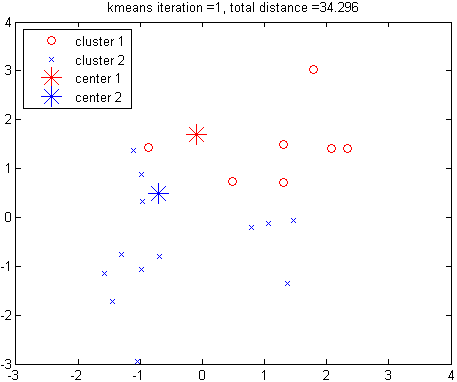 kmeans iteration =1, total distance =34.296
4
cluster 1
cluster 2
center 1
center 2
3
2
1
0
-1
-2
-3
-3 -2 -1 0 1 2 3 4